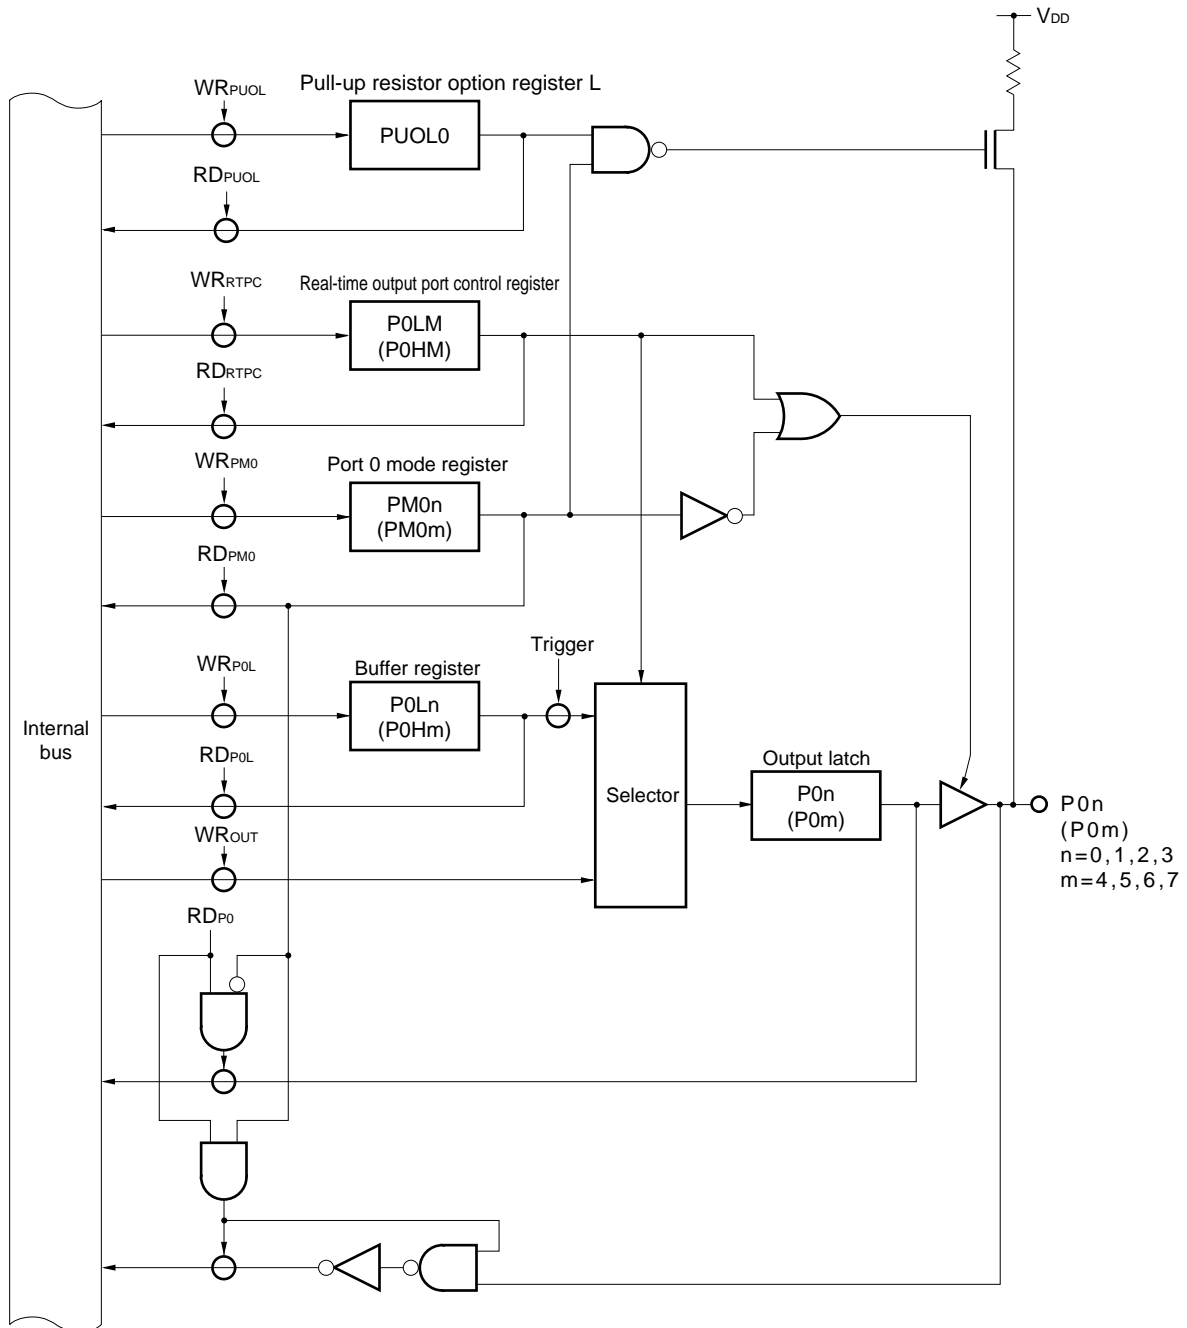 VDD
WRPUOL
Pull-up resistor option register L
PUOL0
RDPUOL
WRRTPC
Real-time output port control register
P0LM
(P0HM)
RDRTPC
WRPM0
Port 0 mode register
PM0n
(PM0m)
RDPM0
Trigger
WRP0L
Buffer register
P0Ln
(P0Hm)
Internal
bus
RDP0L
Selector
Output latch
P0n
(P0m)
P0n
(P0m)
n=0,1,2,3
m=4,5,6,7
WROUT
RDP0